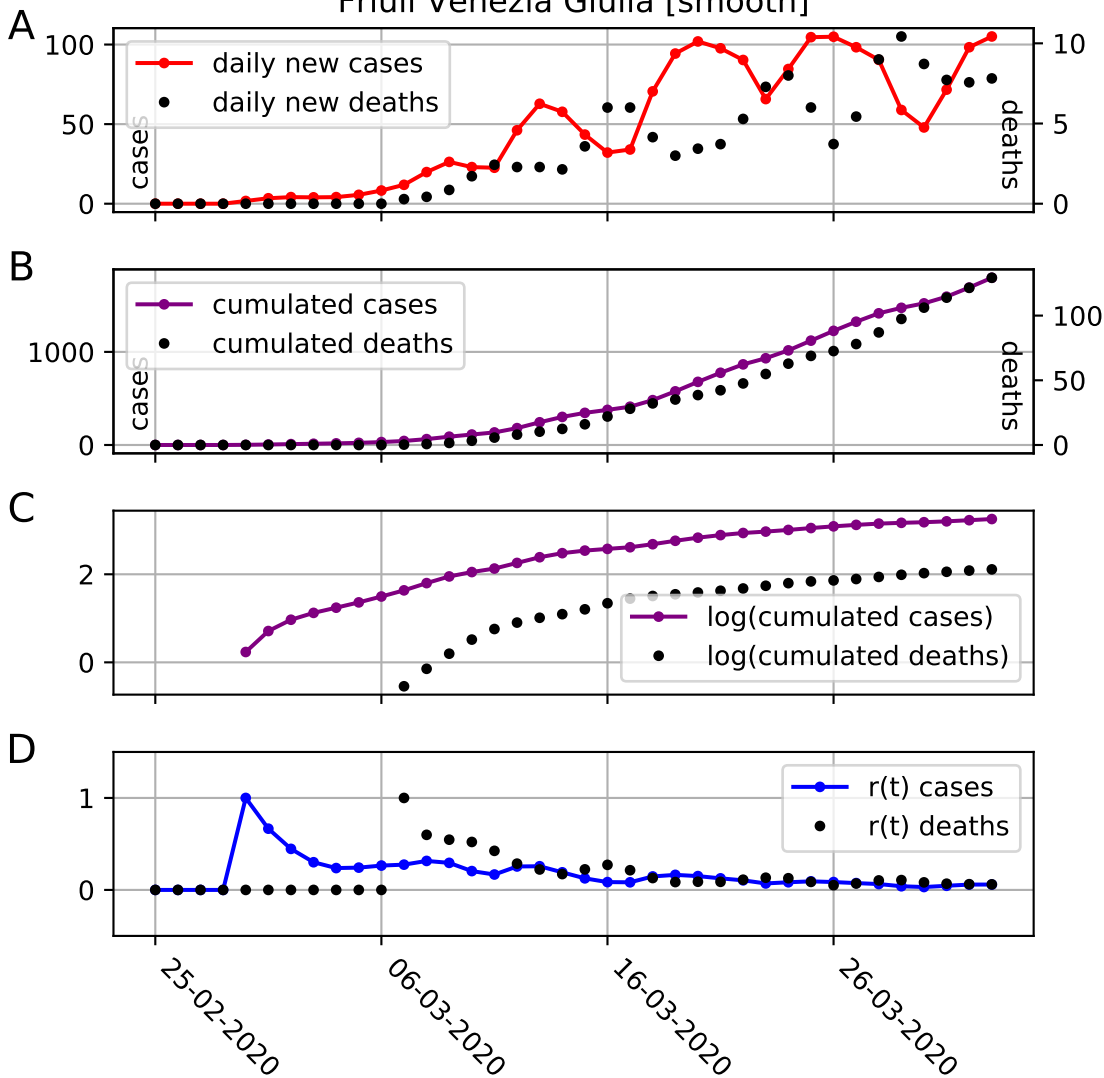 Friuli Venezia Giulia [smooth]
A
daily new cases
daily new deaths
100
50
0
cases
10
5
0
deaths
B
cumulated cases
cumulated deaths
1000
0
cases
100
50
0
deaths
C
2
0
log(cumulated cases)
log(cumulated deaths)
D
1
0
r(t) cases
r(t) deaths
25-02-2020
06-03-2020
16-03-2020
26-03-2020